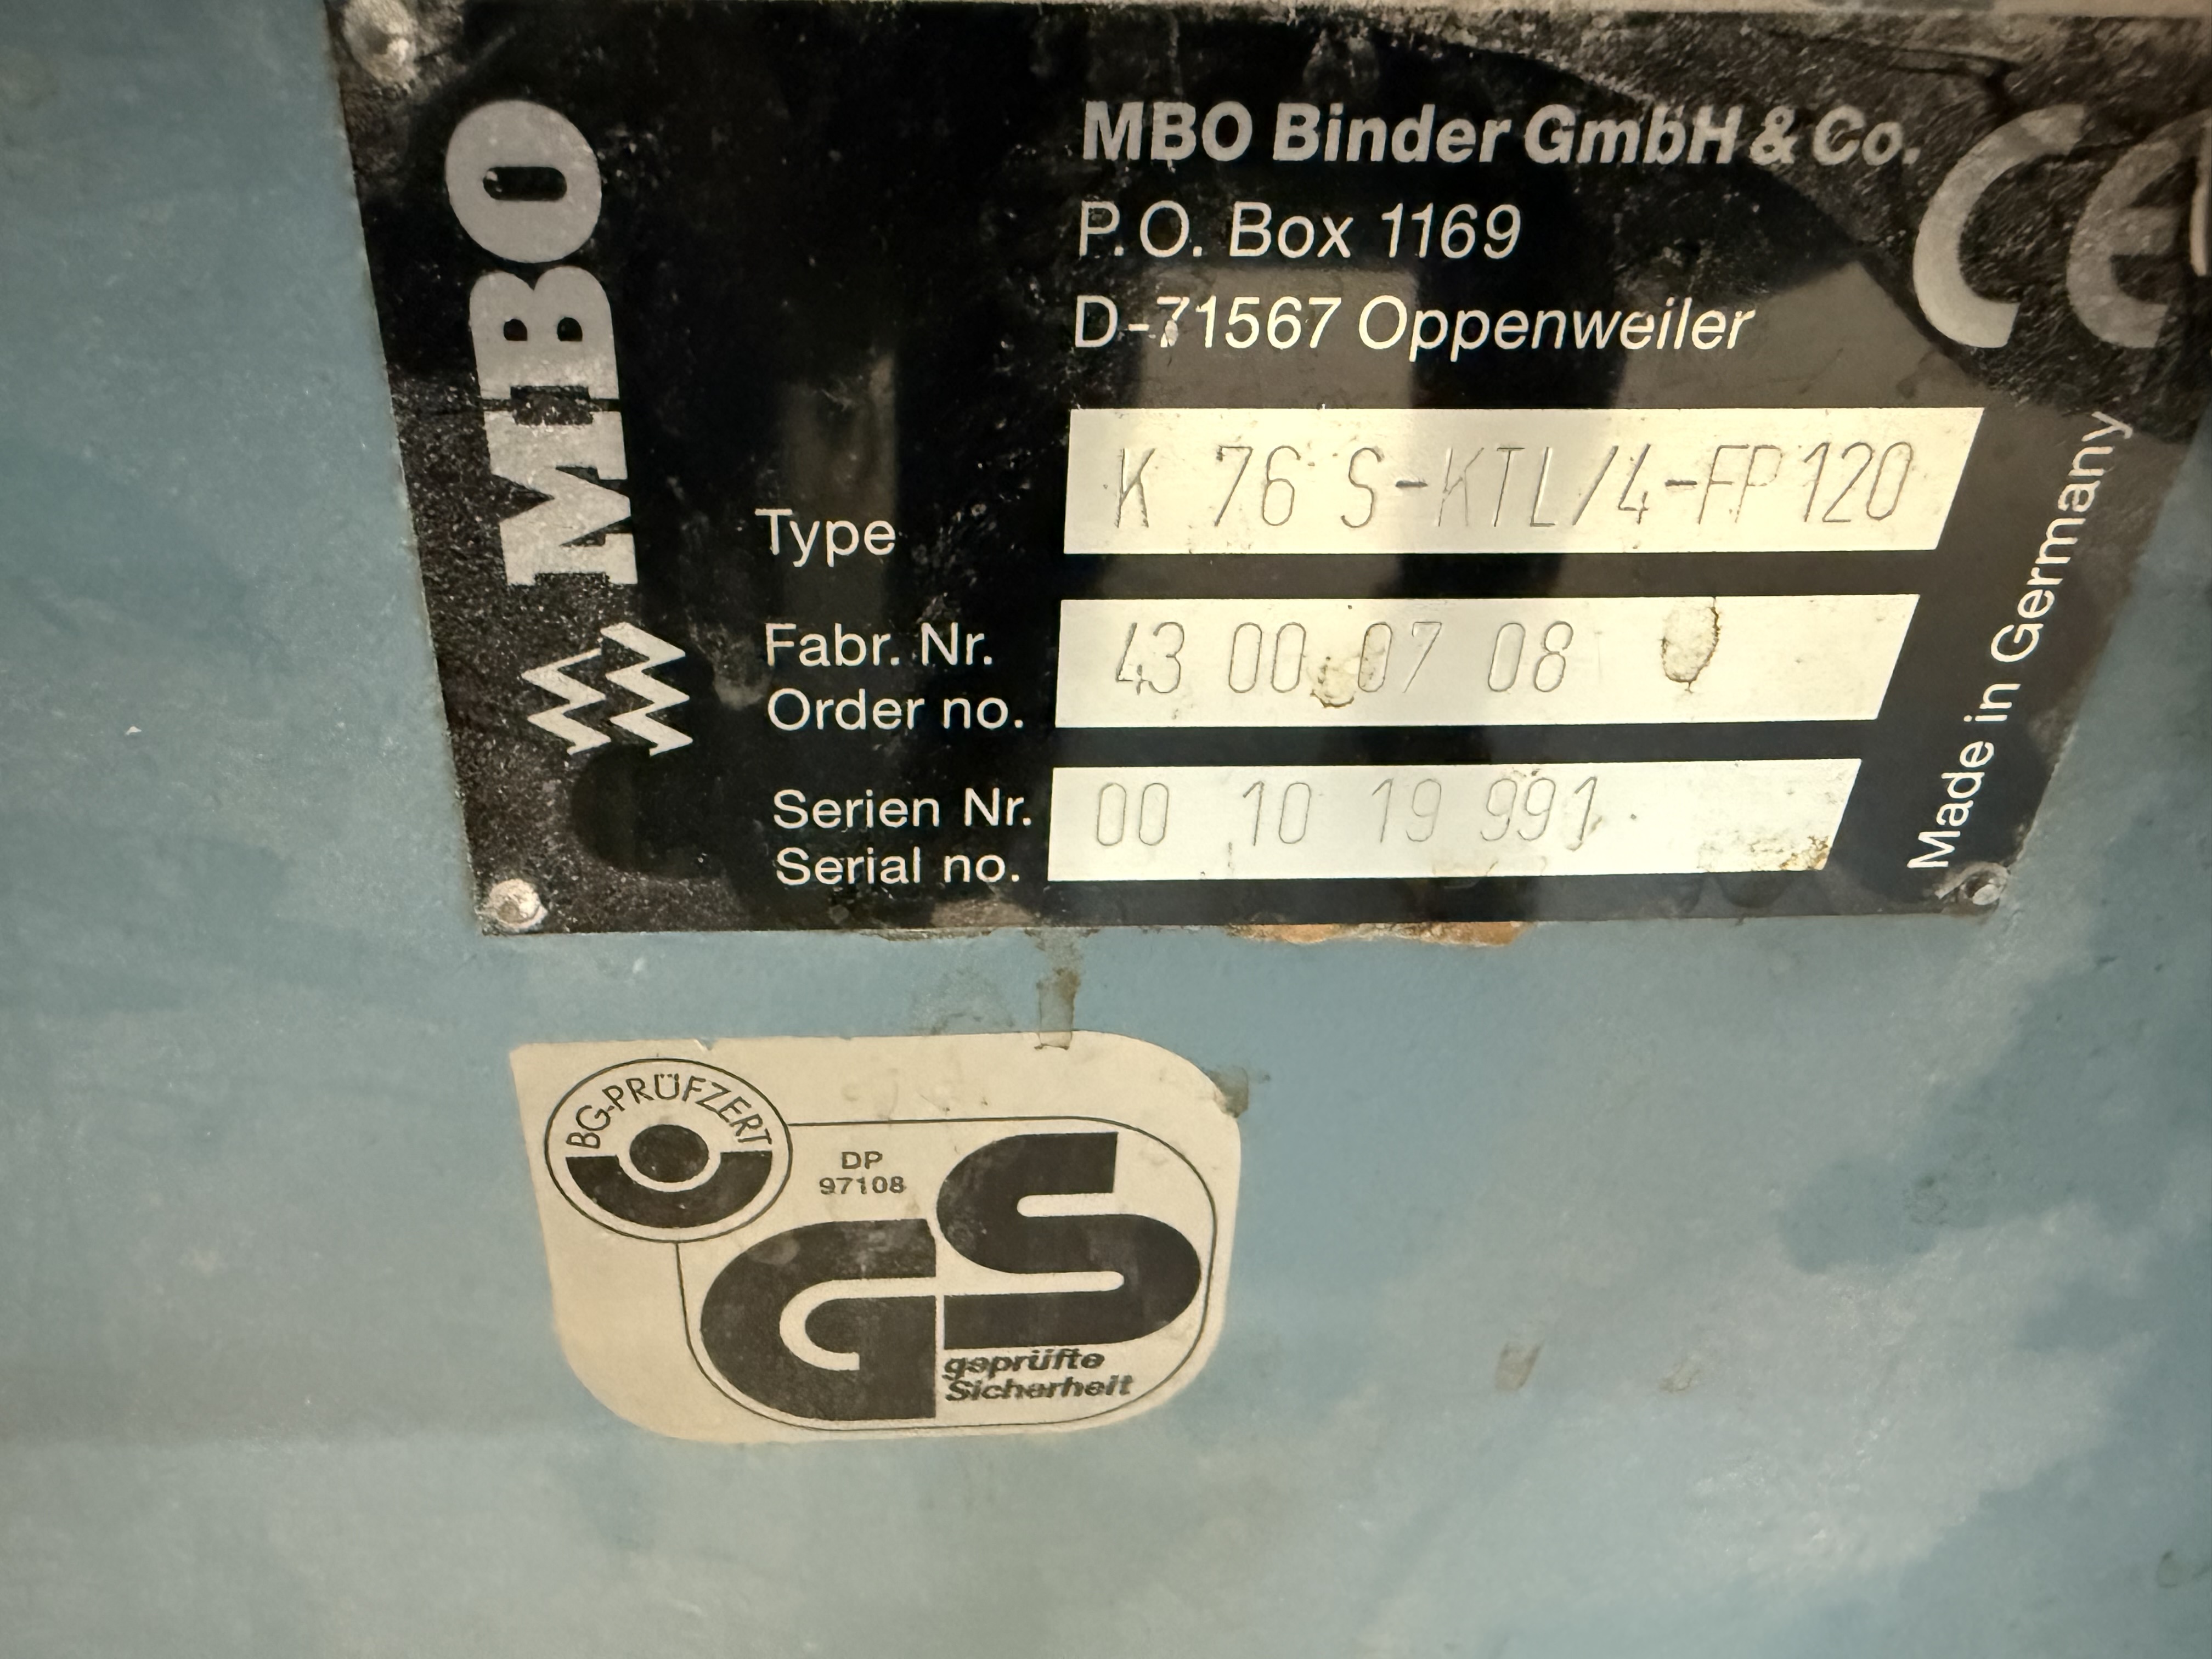 MBO
MBO Binder GmbH & Co.
P.O. Box 1169
D-71567 Oppenweiler
CE
Type K 76 S-KTL/4-FP120
Fabr. Nr.
Order no. 43 00 07 08
Serien Nr.
Serial no. 00 10 19 991
Made in Germany
BG-PRÜFZERT
DP
97108
GS
geprüfte
Sicherheit